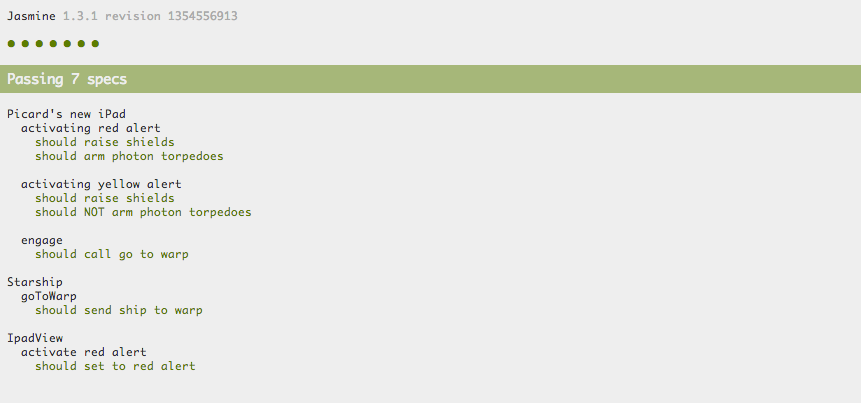 Jasmine 1.3.1 revision 1354556913
Passing 7 specs
Picard's new iPad
activating red alert
should raise shields
should arm photon torpedoes
activating yellow alert
should raise shields
should NOT arm photon torpedoes
engage
should call go to warp
Starship
goToWarp
should send ship to warp
IpadView
activate red alert
should set to red alert